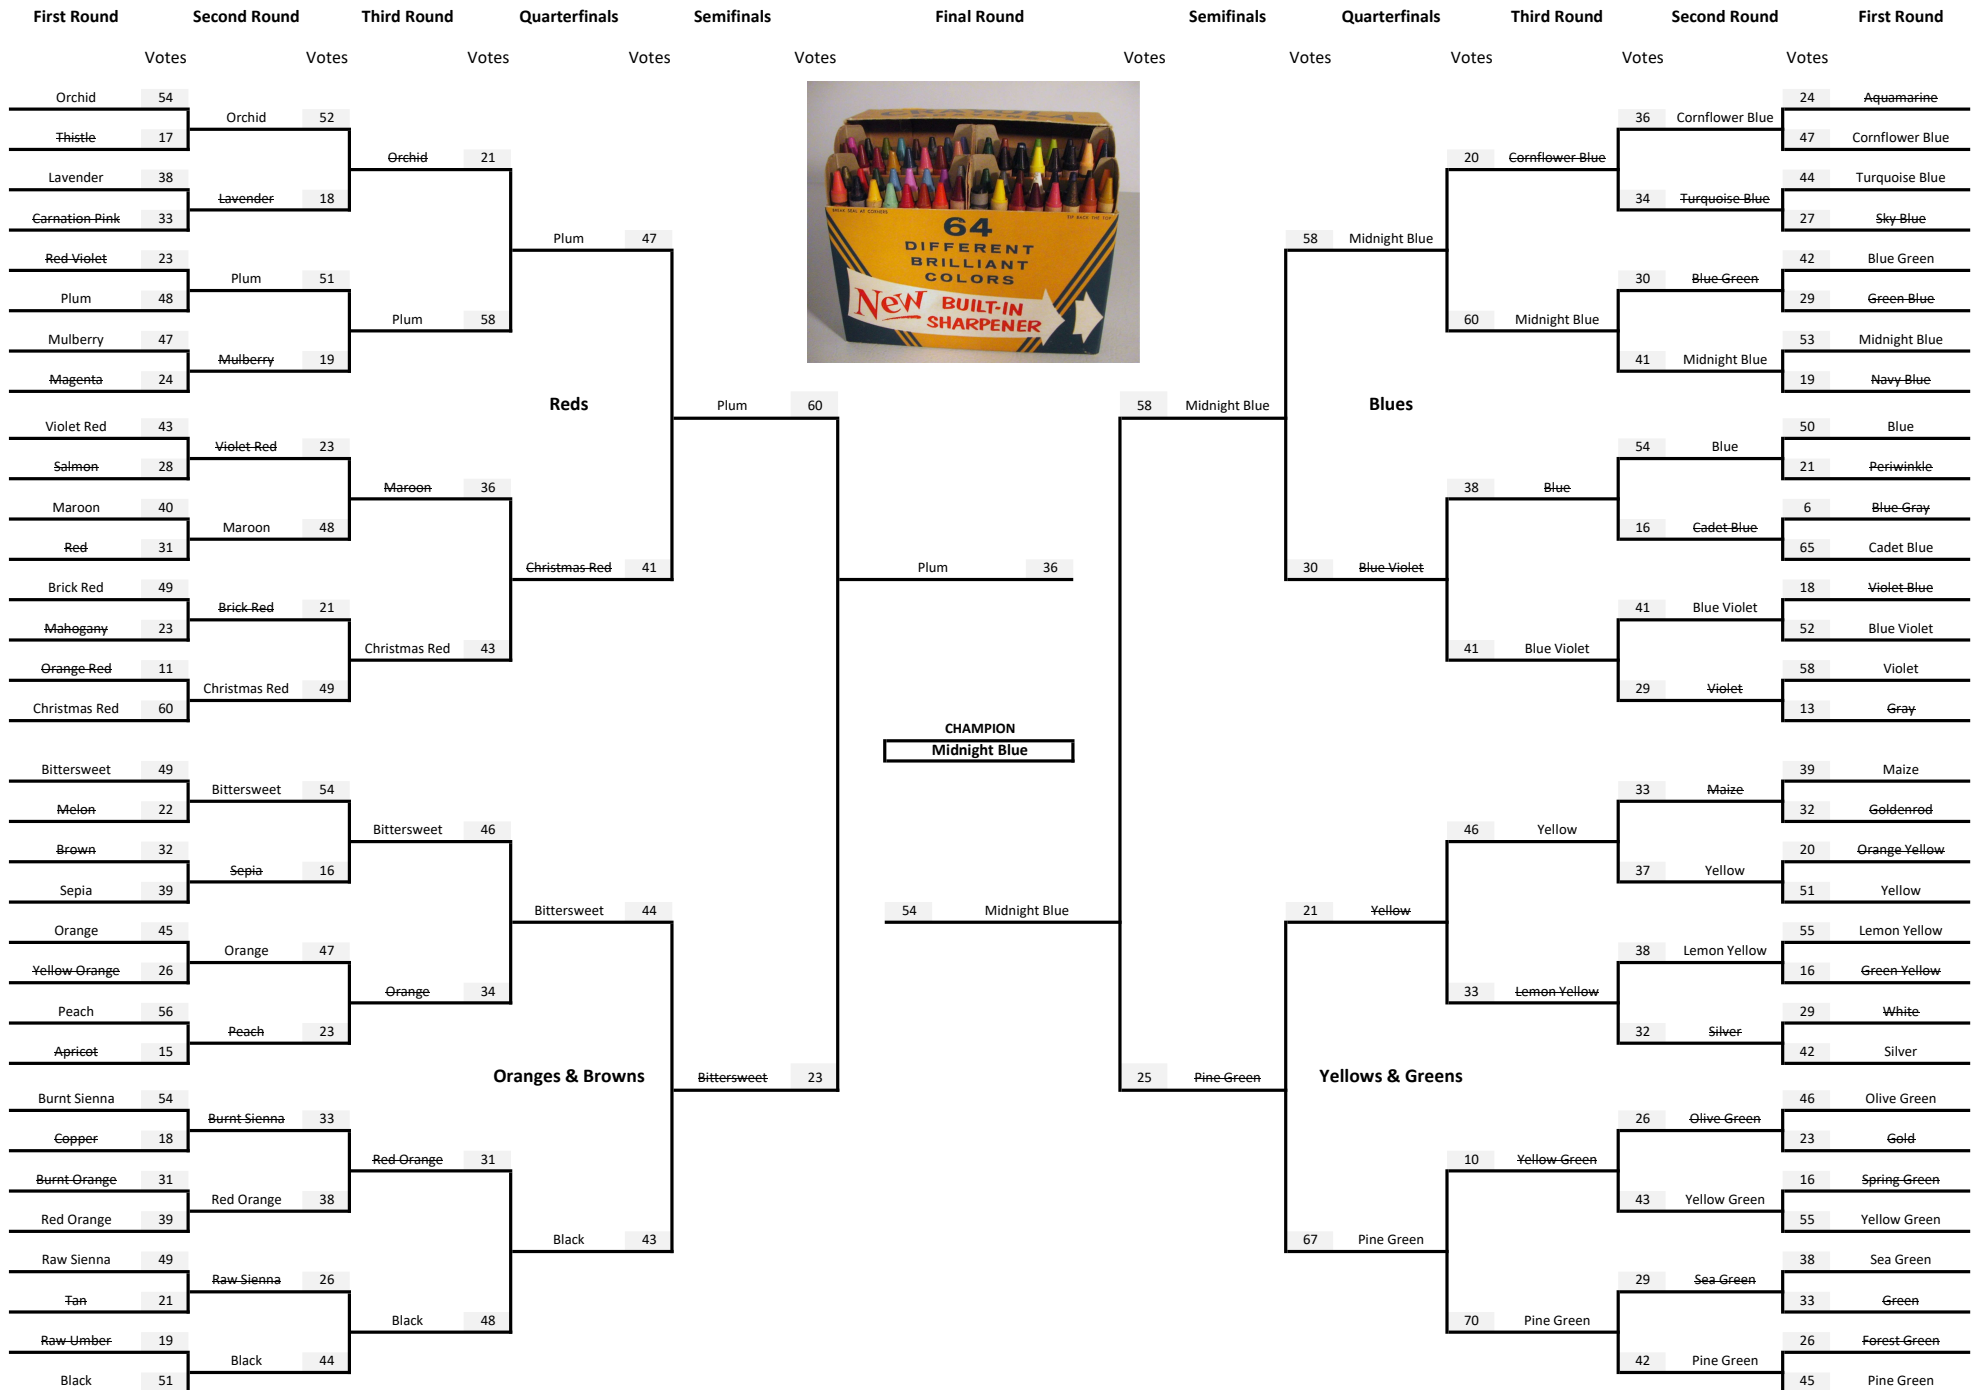 First Round Second Round Third Round Quarterfinals Semifinals Final Round Semifinals Quarterfinals Third Round Second Round First Round
Votes Votes Votes Votes Votes Votes Votes Votes Votes Votes
Orchid 54 24 Aquamarine
Orchid 52 36 Cornflower Blue
Thistle 17 47 Cornflower Blue
Orchid 21 20 Cornflower Blue
Lavender 38 44 Turquoise Blue
Lavender 18 34 Turquoise Blue
Carnation Pink 33 27 Sky Blue
Plum 47 58 Midnight Blue
64
DIFFERENT
BRILLIANT
COLORS
New BUILT-IN
SHARPENER
Red Violet 23 42 Blue Green
Plum 51 30 Blue Green
Plum 48 29 Green Blue
Plum 58 60 Midnight Blue
Mulberry 47 53 Midnight Blue
Mulberry 19 41 Midnight Blue
Magenta 24 19 Navy Blue
Reds Plum 60 58 Midnight Blue Blues
Violet Red 43 50 Blue
Violet Red 23 54 Blue
Salmon 28 21 Periwinkle
Maroon 36 38 Blue
Maroon 40 6 Blue Gray
Maroon 48 16 Cadet Blue
Red 31 65 Cadet Blue
Christmas Red 41 Plum 36 30 Blue Violet
Brick Red 49 18 Violet Blue
Brick Red 21 41 Blue Violet
Mahogany 23 52 Blue Violet
Christmas Red 43 41 Blue Violet
Orange Red 11 58 Violet
Christmas Red 49 29 Violet
Christmas Red 60 13 Gray
CHAMPION
Midnight Blue
Bittersweet 49 39 Maize
Bittersweet 54 33 Maize
Melon 22 32 Goldenrod
Bittersweet 46 46 Yellow
Brown 32 20 Orange Yellow
Sepia 16 37 Yellow
Sepia 39 51 Yellow
Bittersweet 44 54 Midnight Blue 21 Yellow
Orange 45 55 Lemon Yellow
Orange 47 38 Lemon Yellow
Yellow Orange 26 16 Green Yellow
Orange 34 33 Lemon Yellow
Peach 56 29 White
Peach 23 32 Silver
Apricot 15 42 Silver
Oranges & Browns Bittersweet 23 25 Pine Green Yellows & Greens
Burnt Sienna 54 46 Olive Green
Burnt Sienna 33 26 Olive Green
Copper 18 23 Gold
Red Orange 31 10 Yellow Green
Burnt Orange 31 16 Spring Green
Red Orange 38 43 Yellow Green
Red Orange 39 55 Yellow Green
Black 43 67 Pine Green
Raw Sienna 49 38 Sea Green
Raw Sienna 26 29 Sea Green
Tan 21 33 Green
Black 48 70 Pine Green
Raw Umber 19 26 Forest Green
Black 44 42 Pine Green
Black 51 45 Pine Green